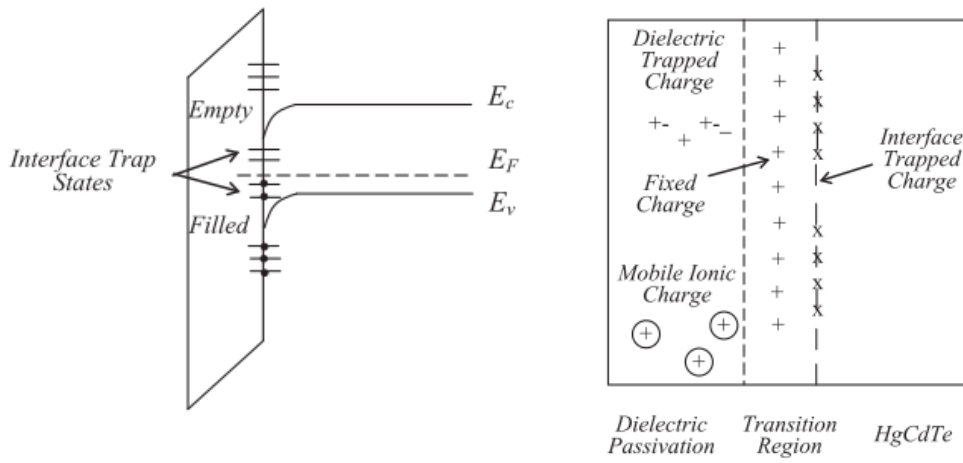 Empty
E_c
Interface Trap
States
E_F
E_v
Filled
Dielectric
Trapped
Charge
+- +-_
+
Fixed
Charge
Interface
Trapped
Charge
Mobile Ionic
Charge
+
+
+
+
+
+
+
+
+
+
+
+
x
x
x
x
x
x
x
x
Dielectric
Passivation
Transition
Region
HgCdTe